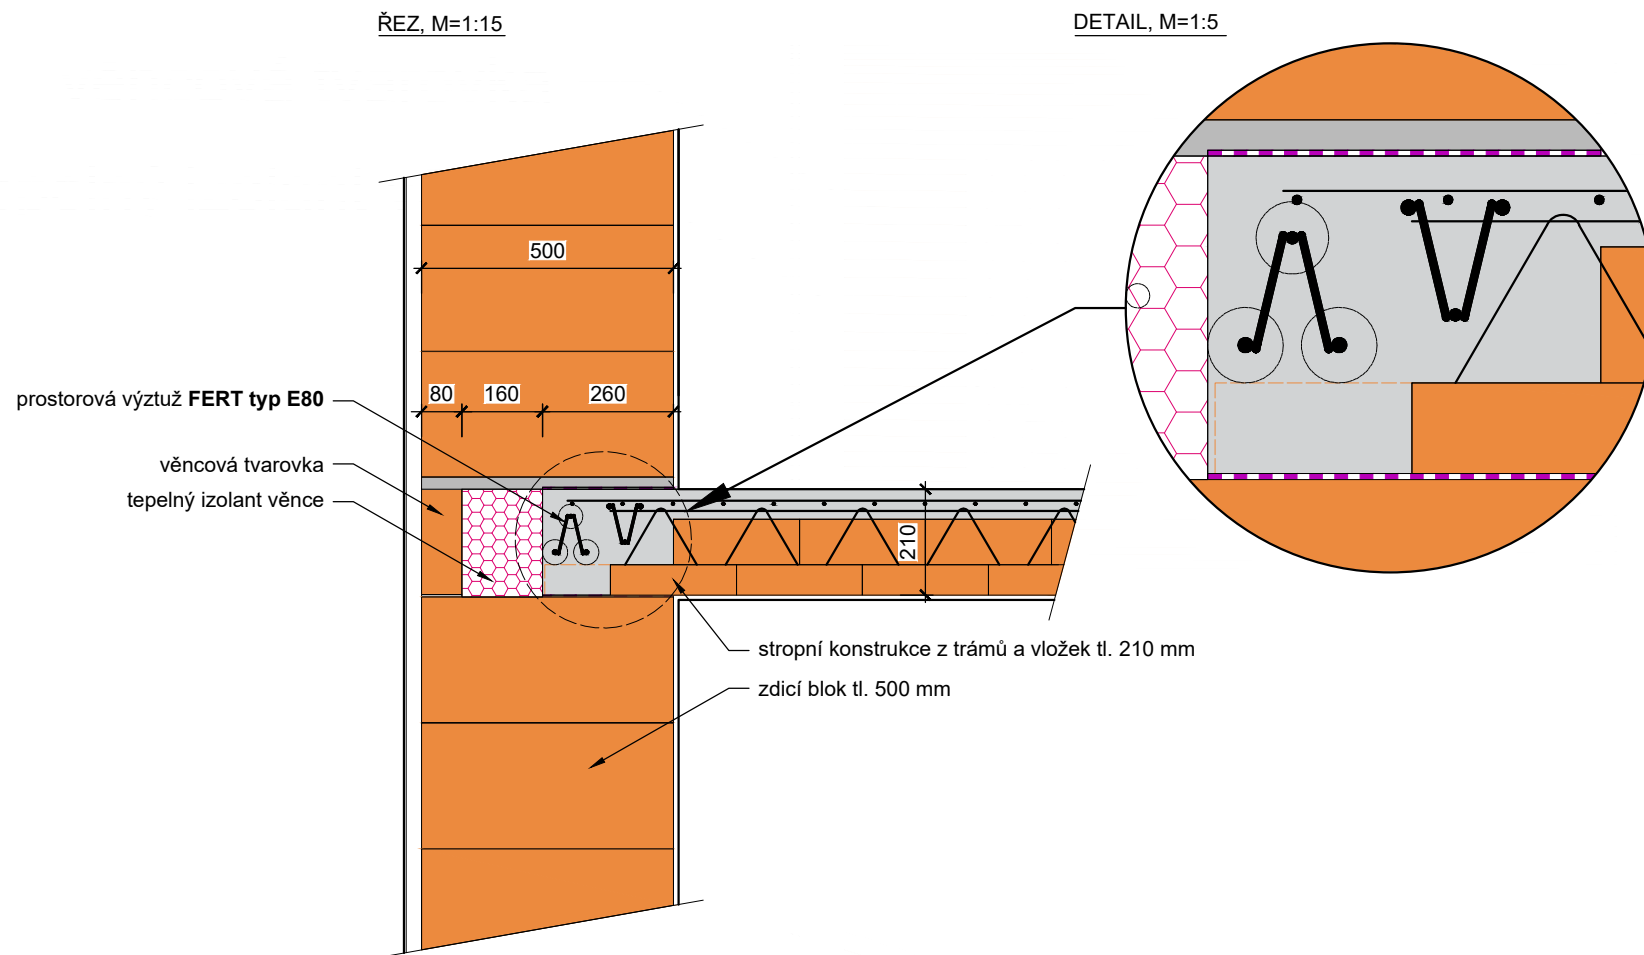 ŘEZ, M=1:15
DETAIL, M=1:5
500
80
160
260
prostorová výztuž FERT typ E80
věncová tvarovka
tepelný izolant věnce
210
stropní konstrukce z trámů a vložek tl. 210 mm
zdicí blok tl. 500 mm